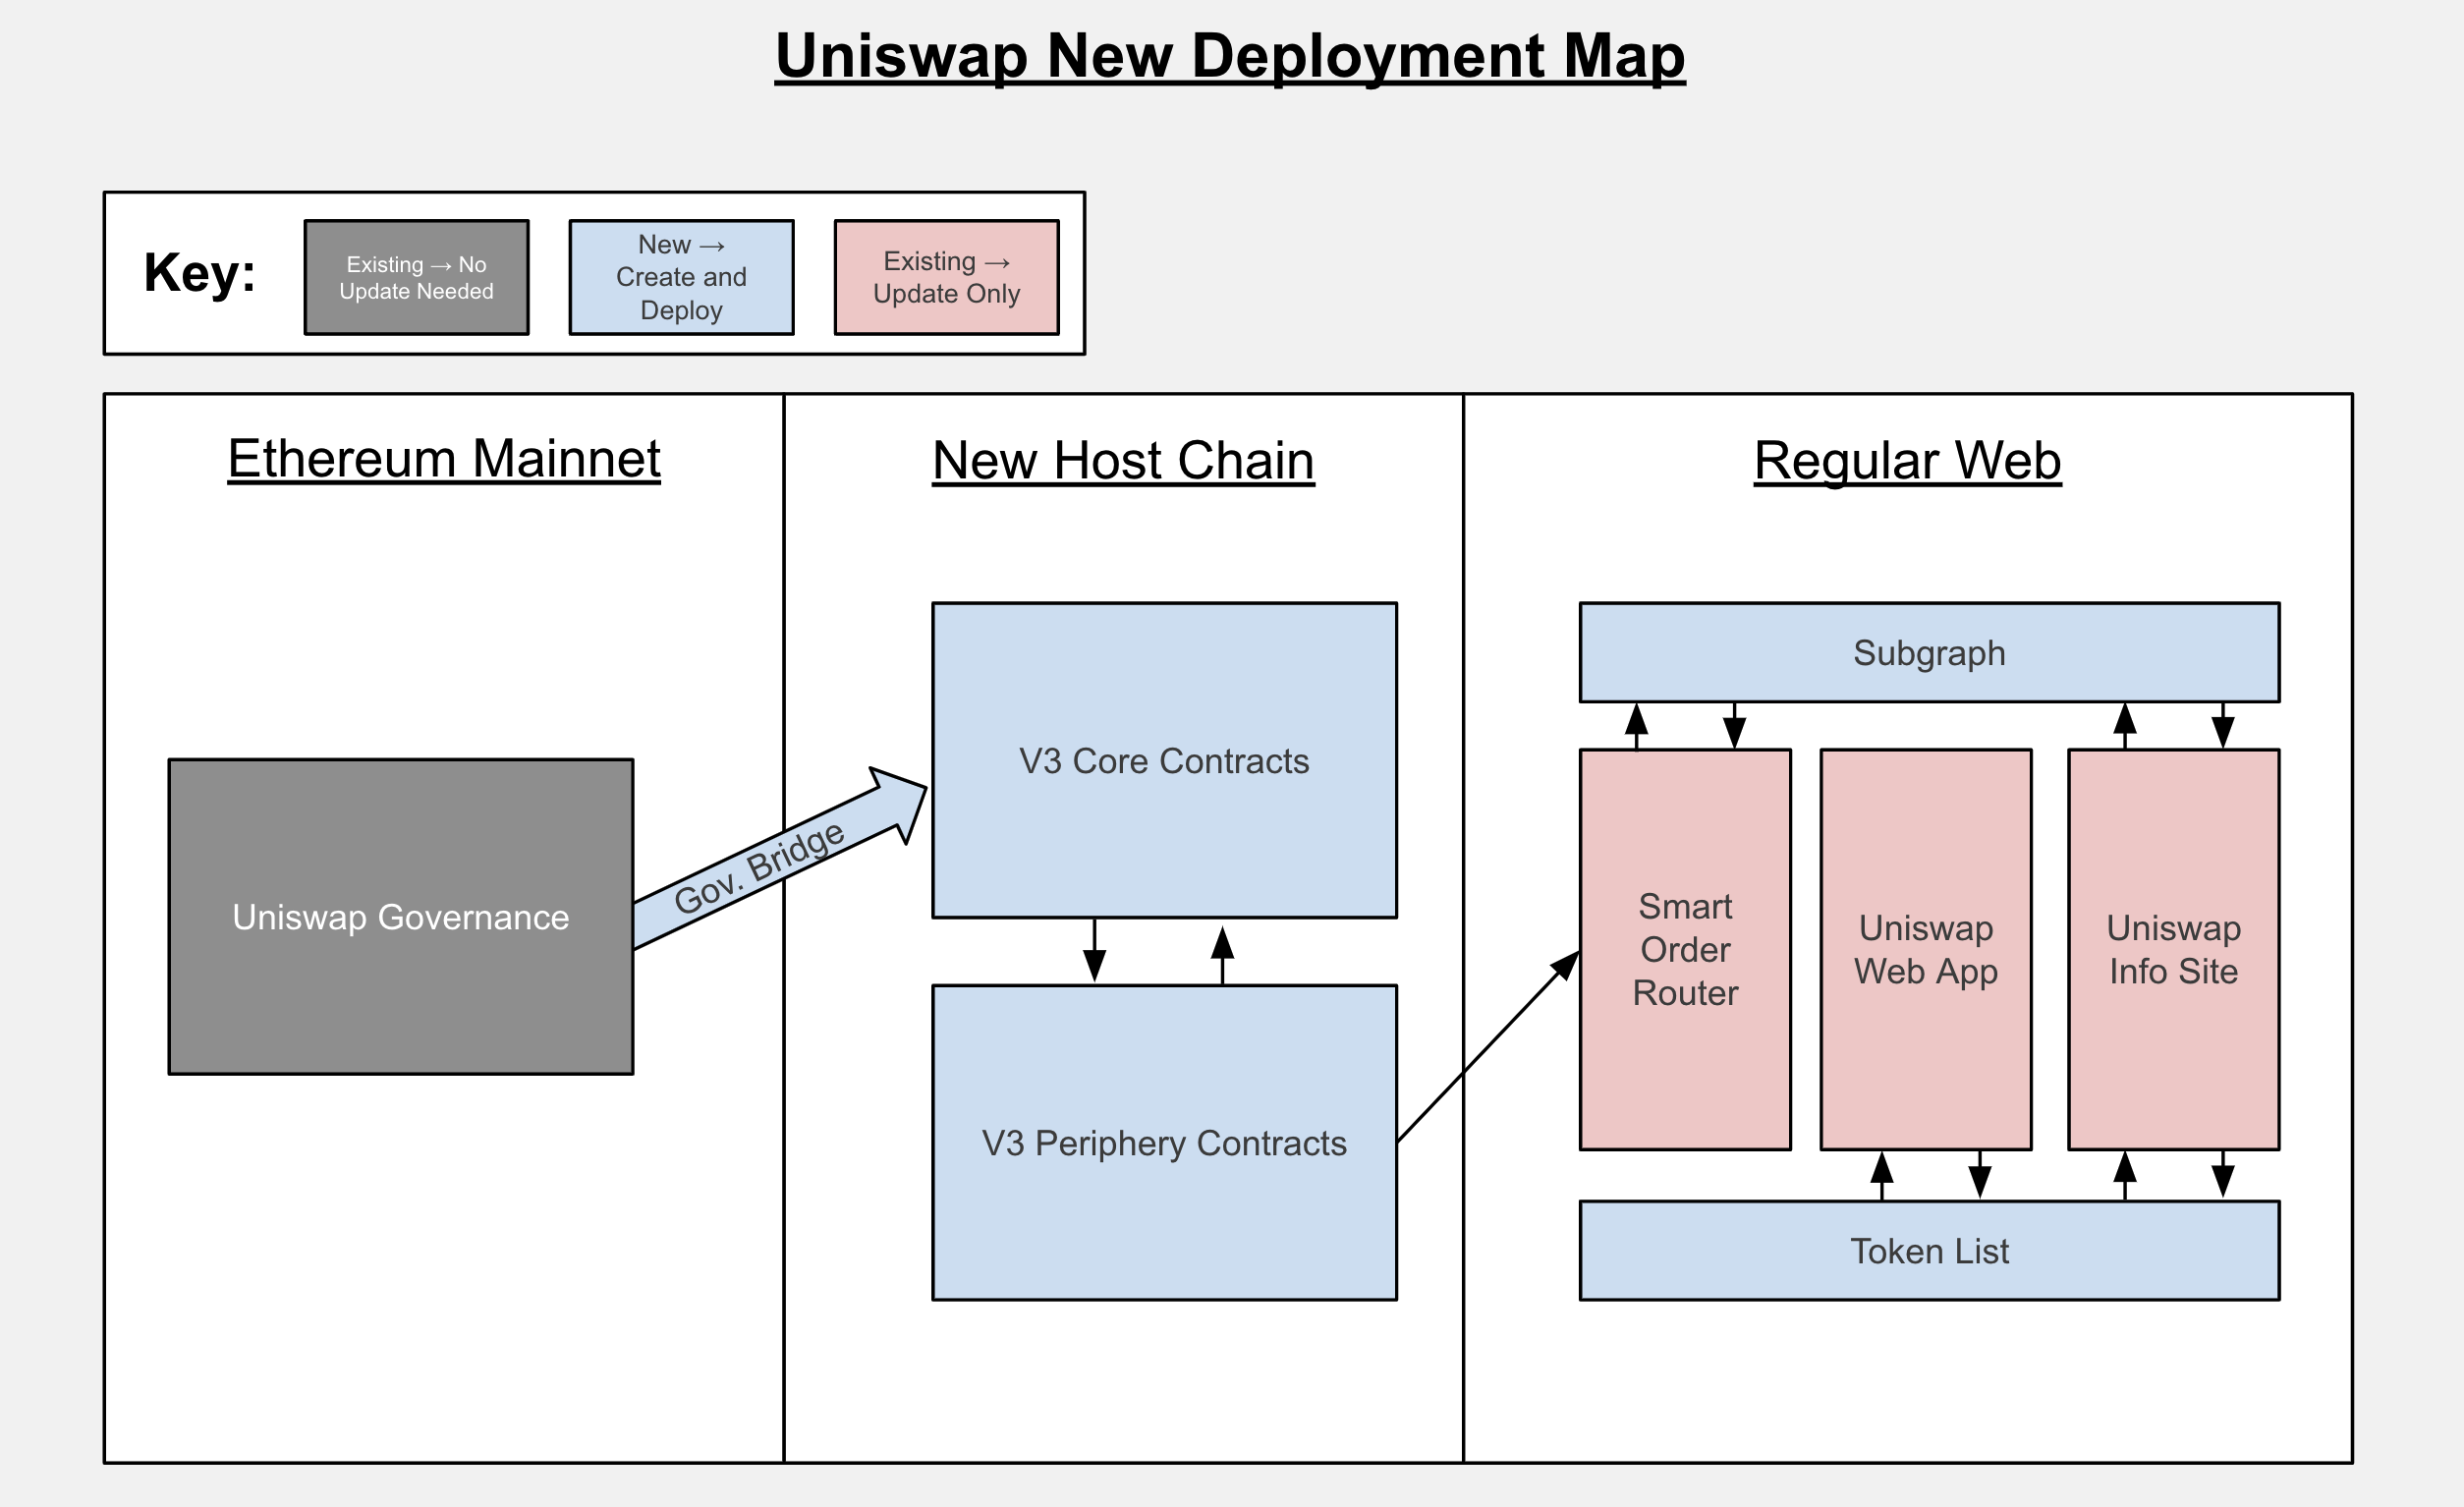 Uniswap New Deployment Map
Key:
Existing → No
Update Needed
New →
Create and
Deploy
Existing →
Update Only
Ethereum Mainnet
New Host Chain
Regular Web
Uniswap Governance
Gov. Bridge
V3 Core Contracts
V3 Periphery Contracts
Subgraph
Smart
Order
Router
Uniswap
Web App
Uniswap
Info Site
Token List